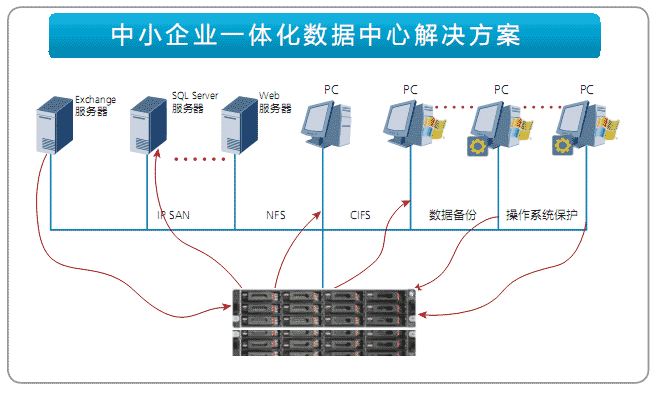 中小企业一体化数据中心解决方案
Exchange
服务器
SQL Server
服务器
Web
服务器
PC
PC
PC
PC
IP SAN
NFS
CIFS
数据备份
操作系统保护